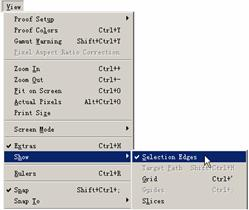 View
Proof Setup
Proof Colors Ctrl+Y
Gamut Warning Shift+Ctrl+Y
Pixel Aspect Ratio Correction
Zoom In Ctrl++
Zoom Out Ctrl+-
Fit on Screen Ctrl+0
Actual Pixels Alt+Ctrl+0
Print Size
Screen Mode
Extras Ctrl+H
Show
Selection Edges
Target Path Shift+Ctrl+H
Rulers Ctrl+R
Grid Ctrl+'
Guides Ctrl+;
Snap Shift+Ctrl+;
Snap To
Slices